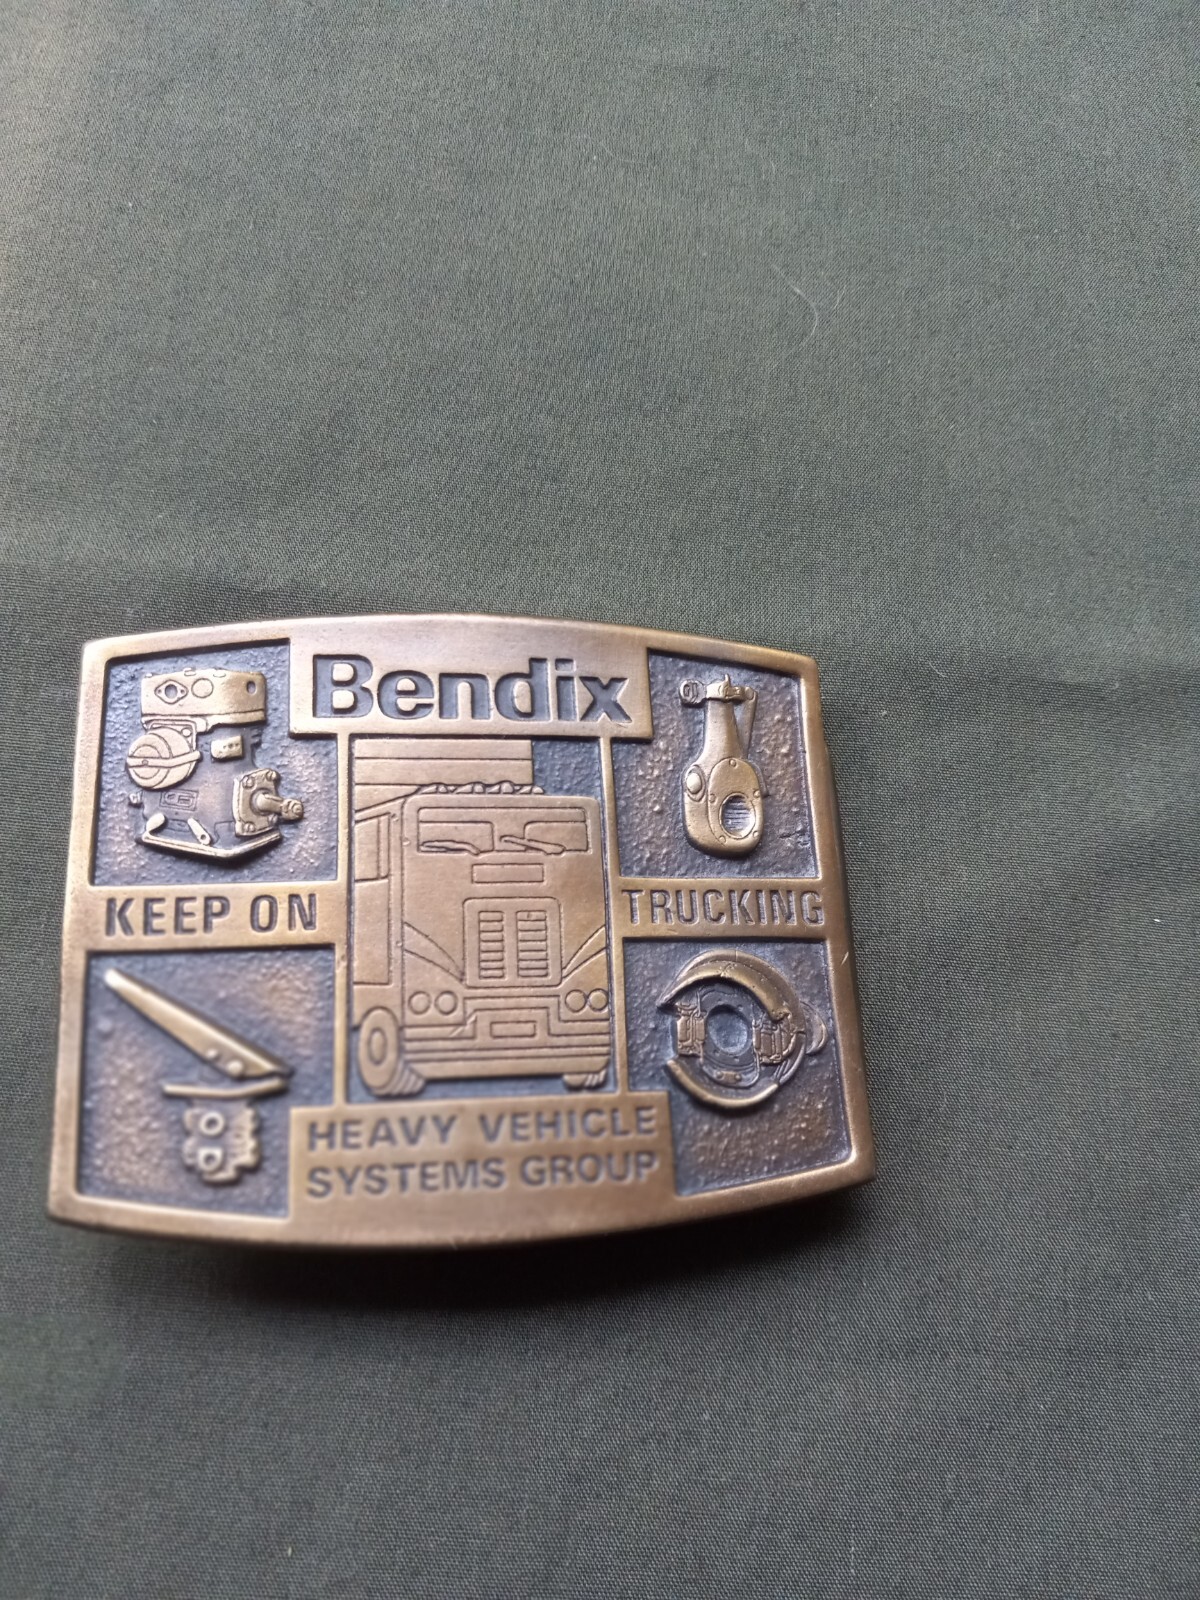 Bendix
KEEP ON TRUCKING
HEAVY VEHICLE
SYSTEMS GROUP